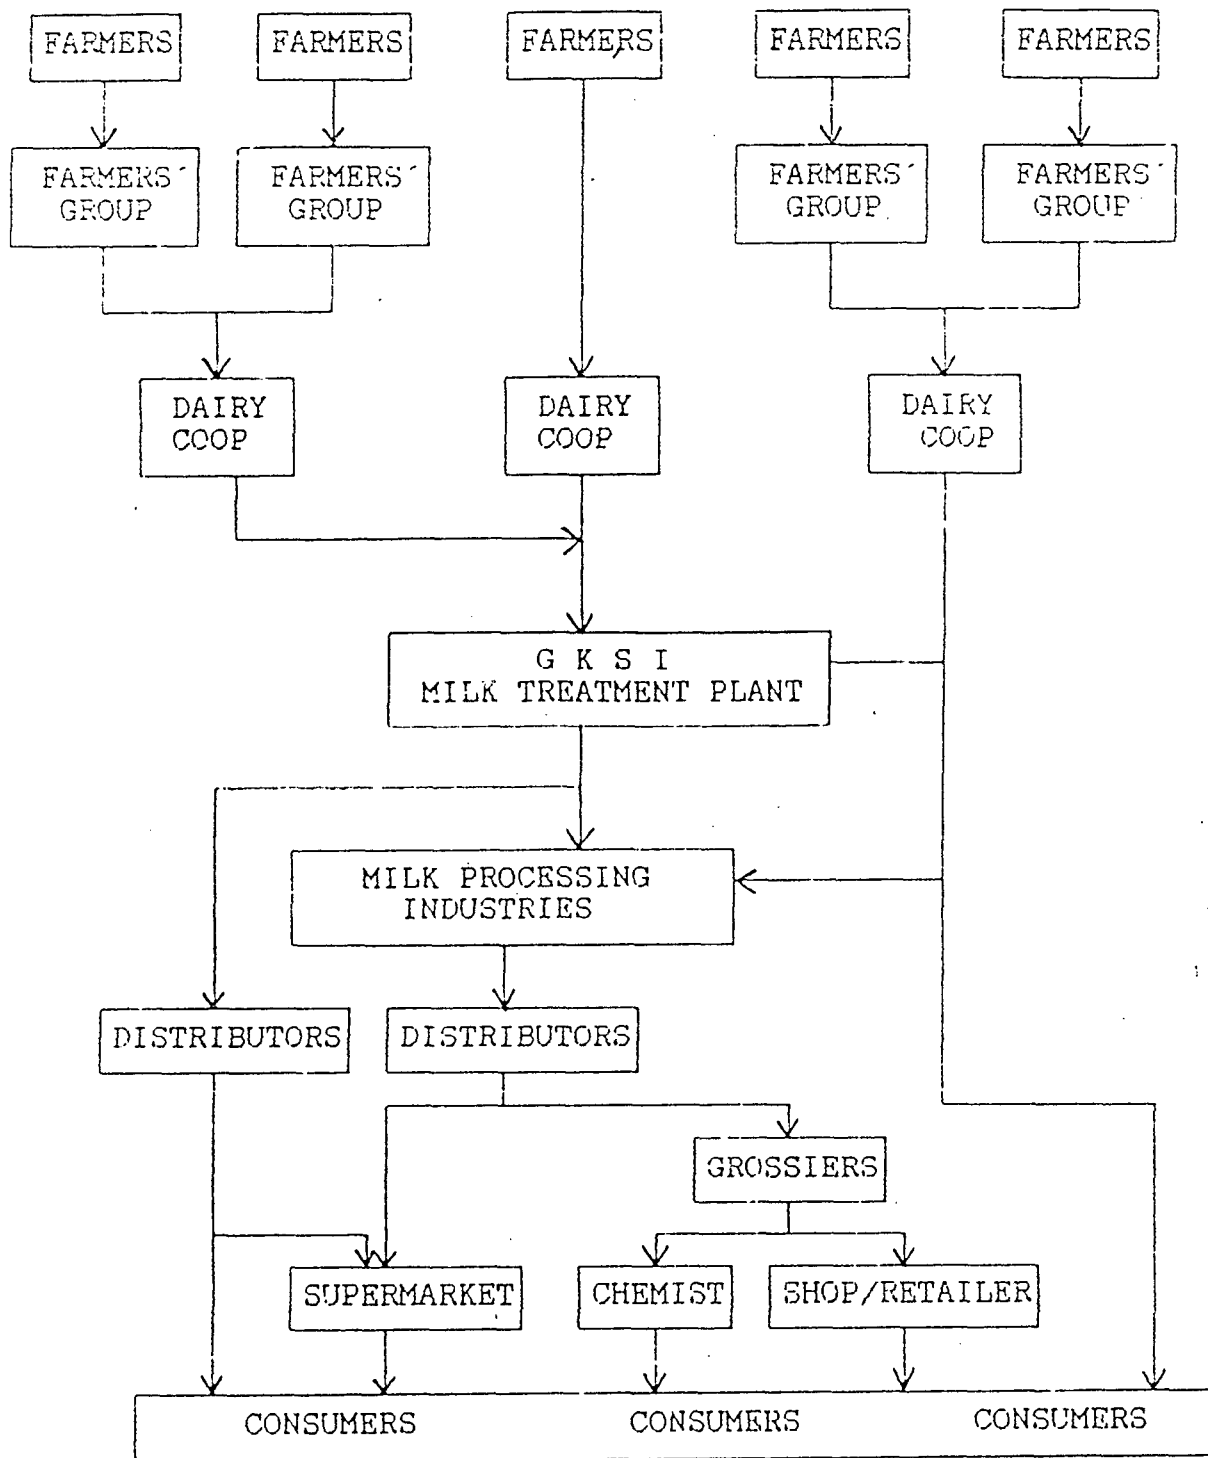 FARMERS
FARMERS
FARMERS
FARMERS
FARMERS
FARMERS'
GROUP
FARMERS'
GROUP
FARMERS'
GROUP
FARMERS'
GROUP
DAIRY
COOP
DAIRY
COOP
DAIRY
COOP
G K S I
MILK TREATMENT PLANT
MILK PROCESSING
INDUSTRIES
DISTRIBUTORS
DISTRIBUTORS
GROSSIERS
SUPERMARKET
CHEMIST
SHOP/RETAILER
CONSUMERS
CONSUMERS
CONSUMERS